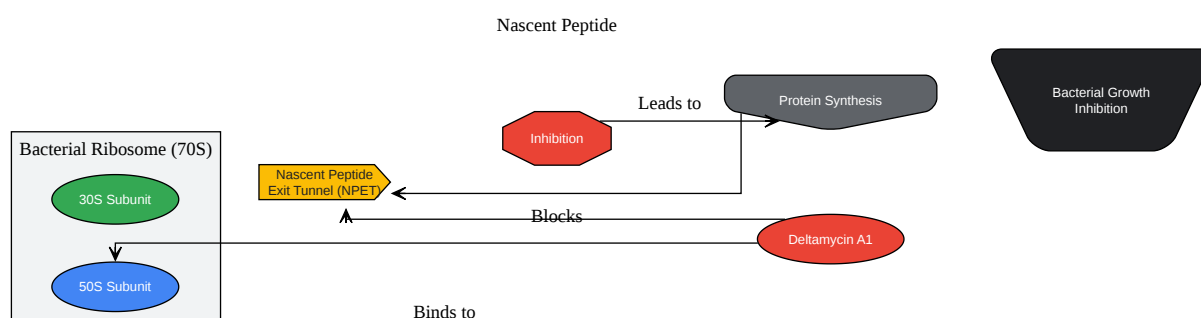 Nascent Peptide
Protein Synthesis
Bacterial Growth
Inhibition
Leads to
Inhibition
Bacterial Ribosome (70S)
Nascent Peptide
Exit Tunnel (NPET)
30S Subunit
Blocks
Deltamycin A1
50S Subunit
Binds to